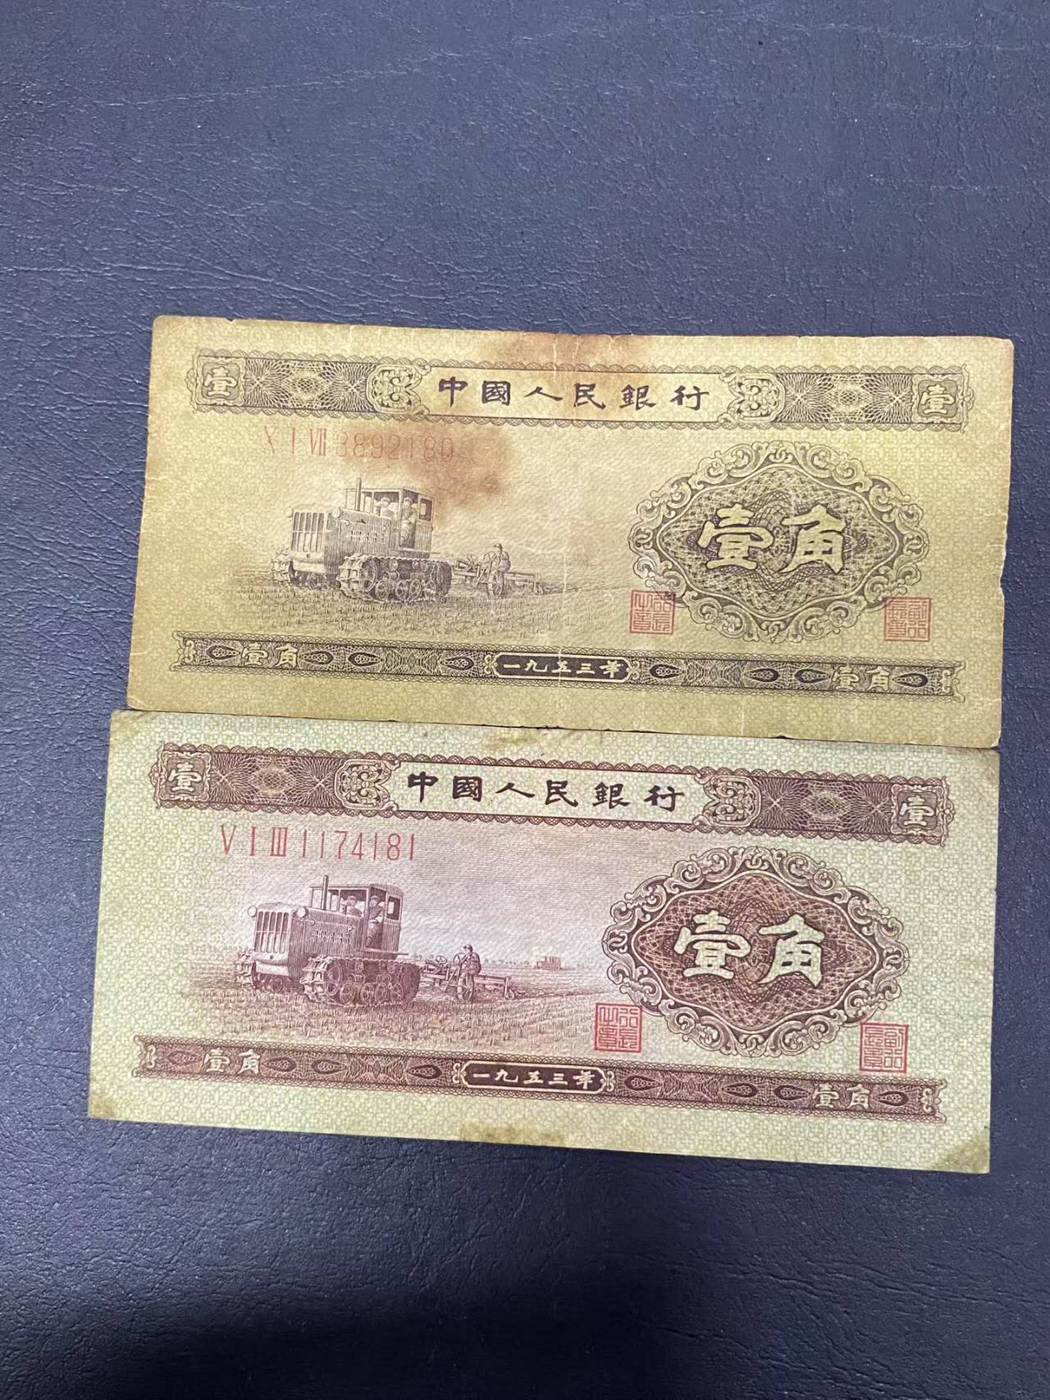 壹 中國人民銀行 壹
X I VIII 3892180
壹角
壹角 一九五三年 壹角
壹 中國人民銀行 壹
V I III 1174181
壹角
壹角 一九五三年 壹角